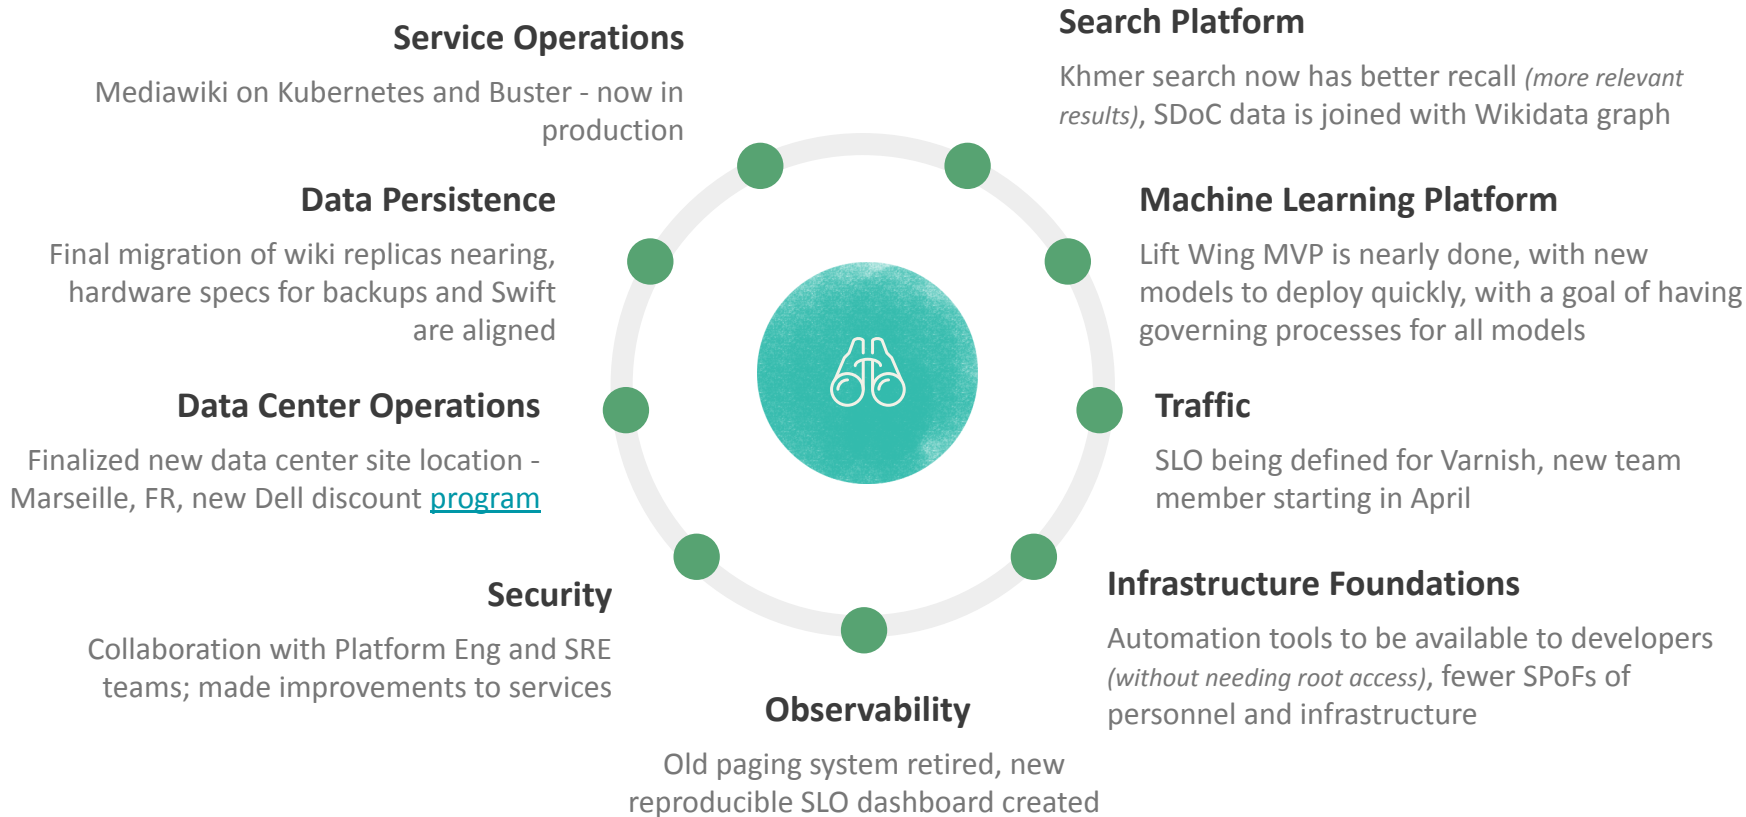 Service Operations
Mediawiki on Kubernetes and Buster - now in
production
Data Persistence
Final migration of wiki replicas nearing,
hardware specs for backups and Swift
are aligned
Data Center Operations
Finalized new data center site location -
Marseille, FR, new Dell discount program
Security
Collaboration with Platform Eng and SRE
teams; made improvements to services
Observability
Old paging system retired, new
reproducible SLO dashboard created
Search Platform
Khmer search now has better recall (more relevant
results), SDoC data is joined with Wikidata graph
Machine Learning Platform
Lift Wing MVP is nearly done, with new
models to deploy quickly, with a goal of having
governing processes for all models
Traffic
SLO being defined for Varnish, new team
member starting in April
Infrastructure Foundations
Automation tools to be available to developers
(without needing root access), fewer SPoFs of
personnel and infrastructure